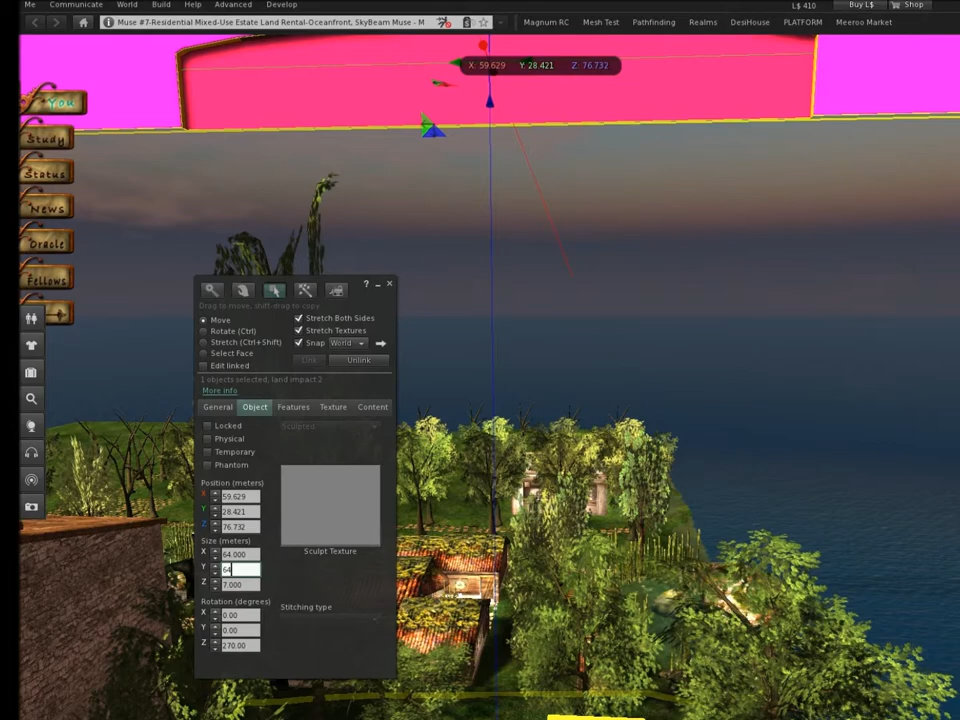 Me Communicate World Build Help Advanced Develop L$ 410 Buy L$ Shop
Muse #7-Residential Mixed-Use Estate Land Rental-Oceanfront, SkyBeam Muse - M Magnum RC Mesh Test Pathfinding Realms DesiHouse PLATFORM Meeroo Market
X: 59.629 Y: 28.421 Z: 76.732
You
Study
Status
News
Oracle
Fellows
? _ ×
Drag to move, shift-drag to copy
Move
Rotate (Ctrl)
Stretch (Ctrl+Shift)
Select Face
Edit linked
Stretch Both Sides
Stretch Textures
Snap World
Link Unlink
1 objects selected, land impact 2
More info
General Object Features Texture Content
Locked
Physical
Temporary
Phantom
Sculpted
Position (meters)
X 59.629
Y 28.421
Z 76.732
Size (meters)
X 64.000
Y 64
Z 7.000
Rotation (degrees)
X 0.00
Y 0.00
Z 270.00
Sculpt Texture
Stitching type